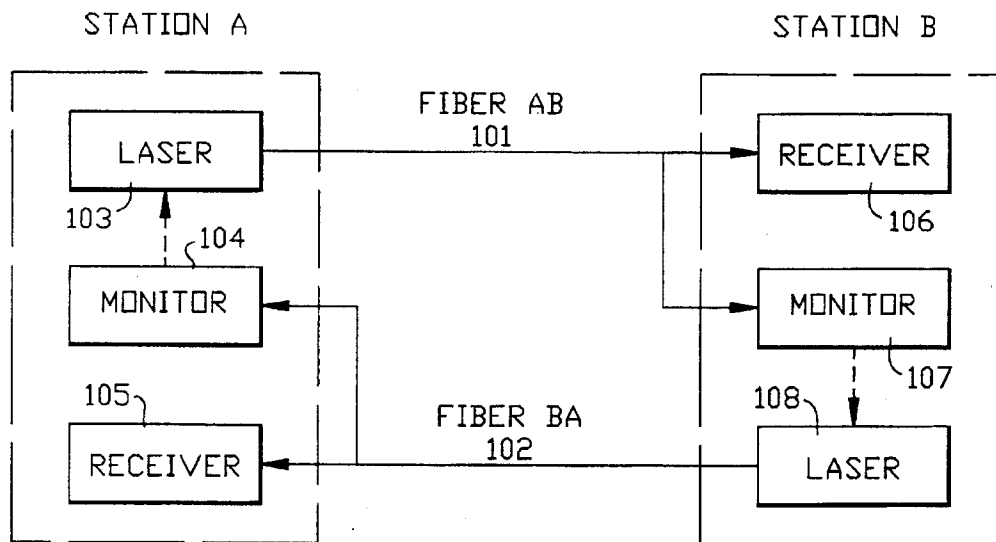 STATION A
STATION B
FIBER AB
101
LASER
103
RECEIVER
106
104
MONITOR
MONITOR
107
105
RECEIVER
FIBER BA
102
108
LASER